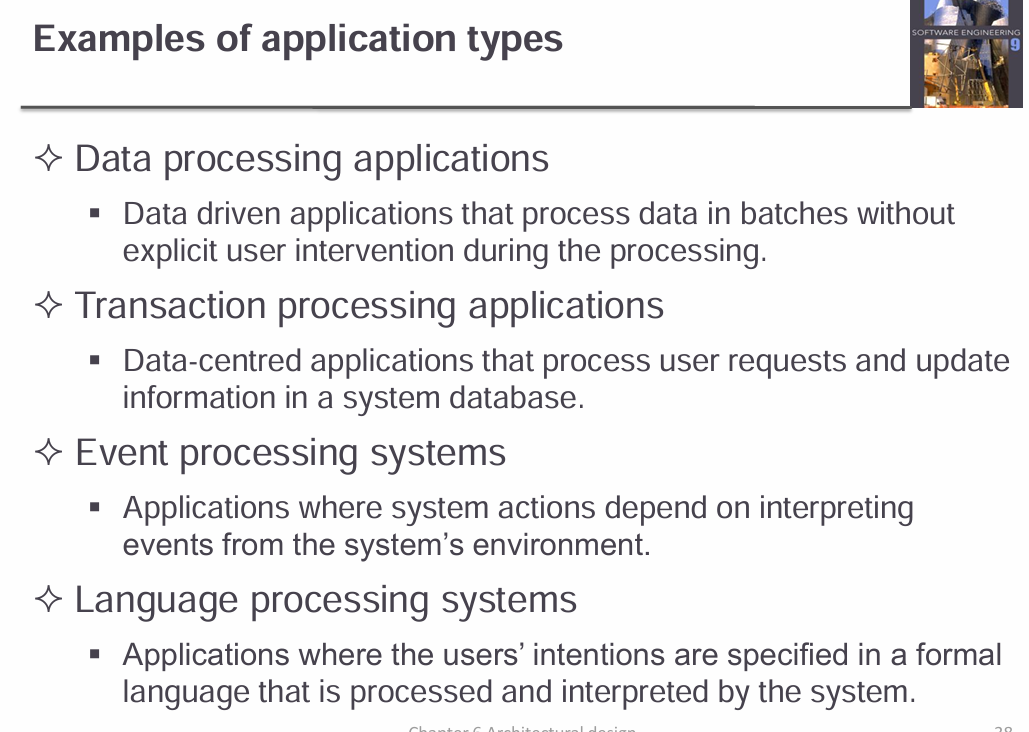 Examples of application types
SOFTWARE ENGINEERING
9
✧ Data processing applications
▪ Data driven applications that process data in batches without
explicit user intervention during the processing.
✧ Transaction processing applications
▪ Data-centred applications that process user requests and update
information in a system database.
✧ Event processing systems
▪ Applications where system actions depend on interpreting
events from the system’s environment.
✧ Language processing systems
▪ Applications where the users’ intentions are specified in a formal
language that is processed and interpreted by the system.
Chapter 6 Architectural design 38